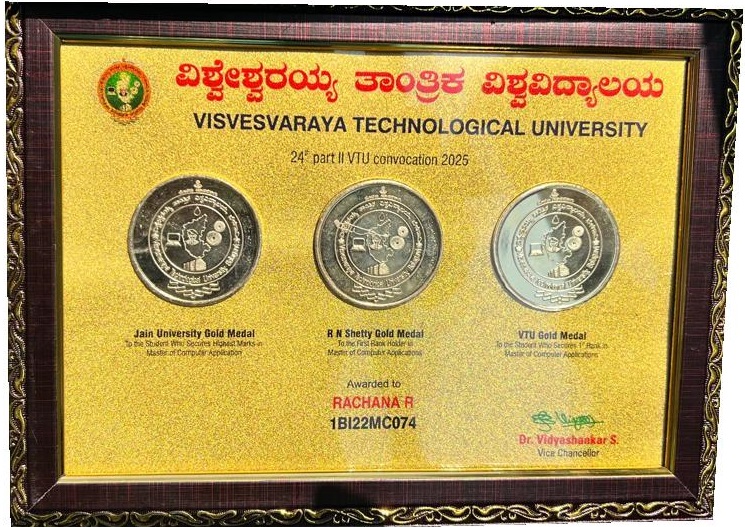 ವಿಶ್ವೇಶ್ವರಯ್ಯ ತಾಂತ್ರಿಕ ವಿಶ್ವವಿದ್ಯಾಲಯ
VISVESVARAYA TECHNOLOGICAL UNIVERSITY
24th part II VTU convocation 2025
Jain University Gold Medal
To the Student Who Secures Highest Marks in
Master of Computer Application
R N Shetty Gold Medal
To the First Rank Holder in
Master of Computer Applications
VTU Gold Medal
To the Student Who Secures 1st Rank in
Master of Computer Applications
Awarded to
RACHANA R
1BI22MC074
Dr. Vidyashankar S.
Vice Chancellor